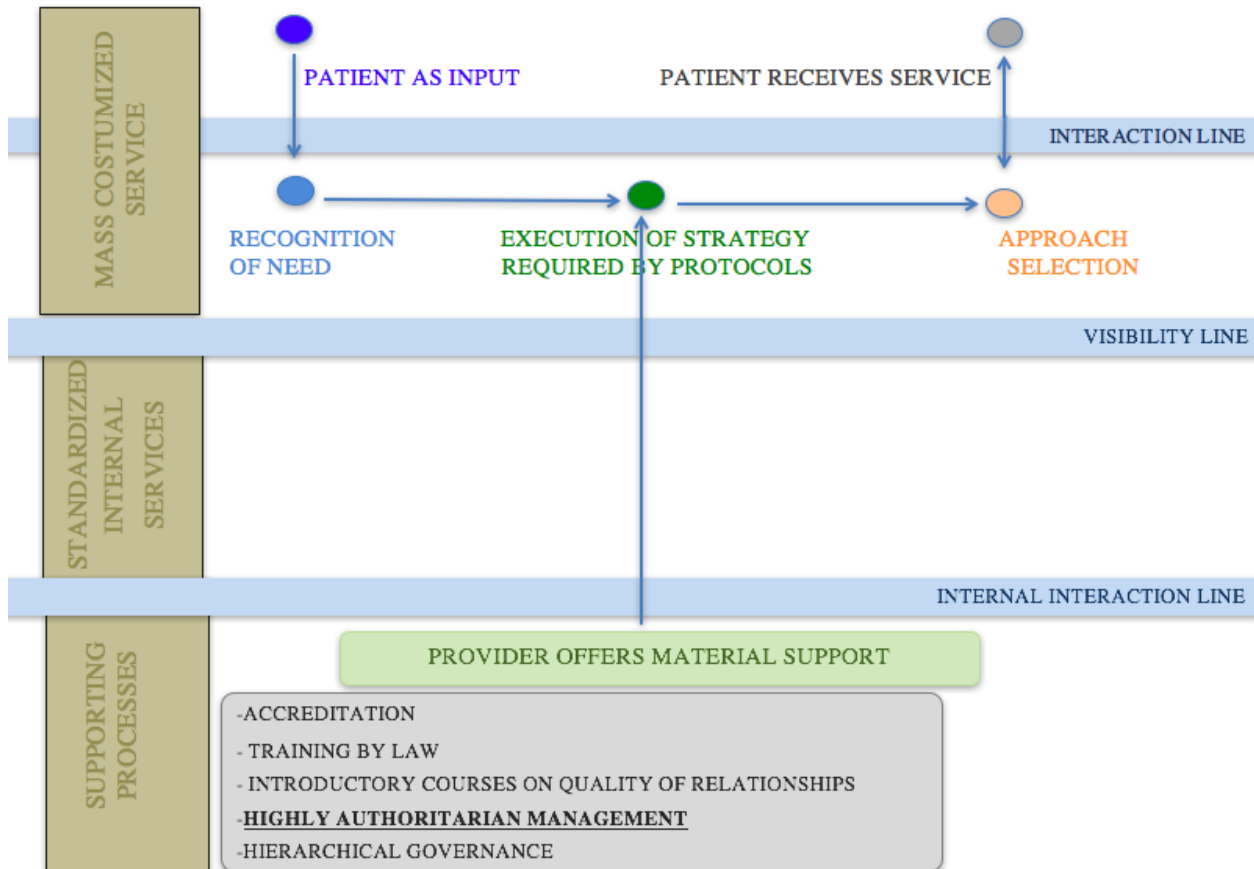 MASS COSTUMIZED
SERVICE
PATIENT AS INPUT
PATIENT RECEIVES SERVICE
INTERACTION LINE
RECOGNITION
OF NEED
EXECUTION OF STRATEGY
REQUIRED BY PROTOCOLS
APPROACH
SELECTION
VISIBILITY LINE
STANDARDIZED
INTERNAL
SERVICES
INTERNAL INTERACTION LINE
SUPPORTING
PROCESSES
PROVIDER OFFERS MATERIAL SUPPORT
-ACCREDITATION
- TRAINING BY LAW
- INTRODUCTORY COURSES ON QUALITY OF RELATIONSHIPS
-HIGHLY AUTHORITARIAN MANAGEMENT
-HIERARCHICAL GOVERNANCE